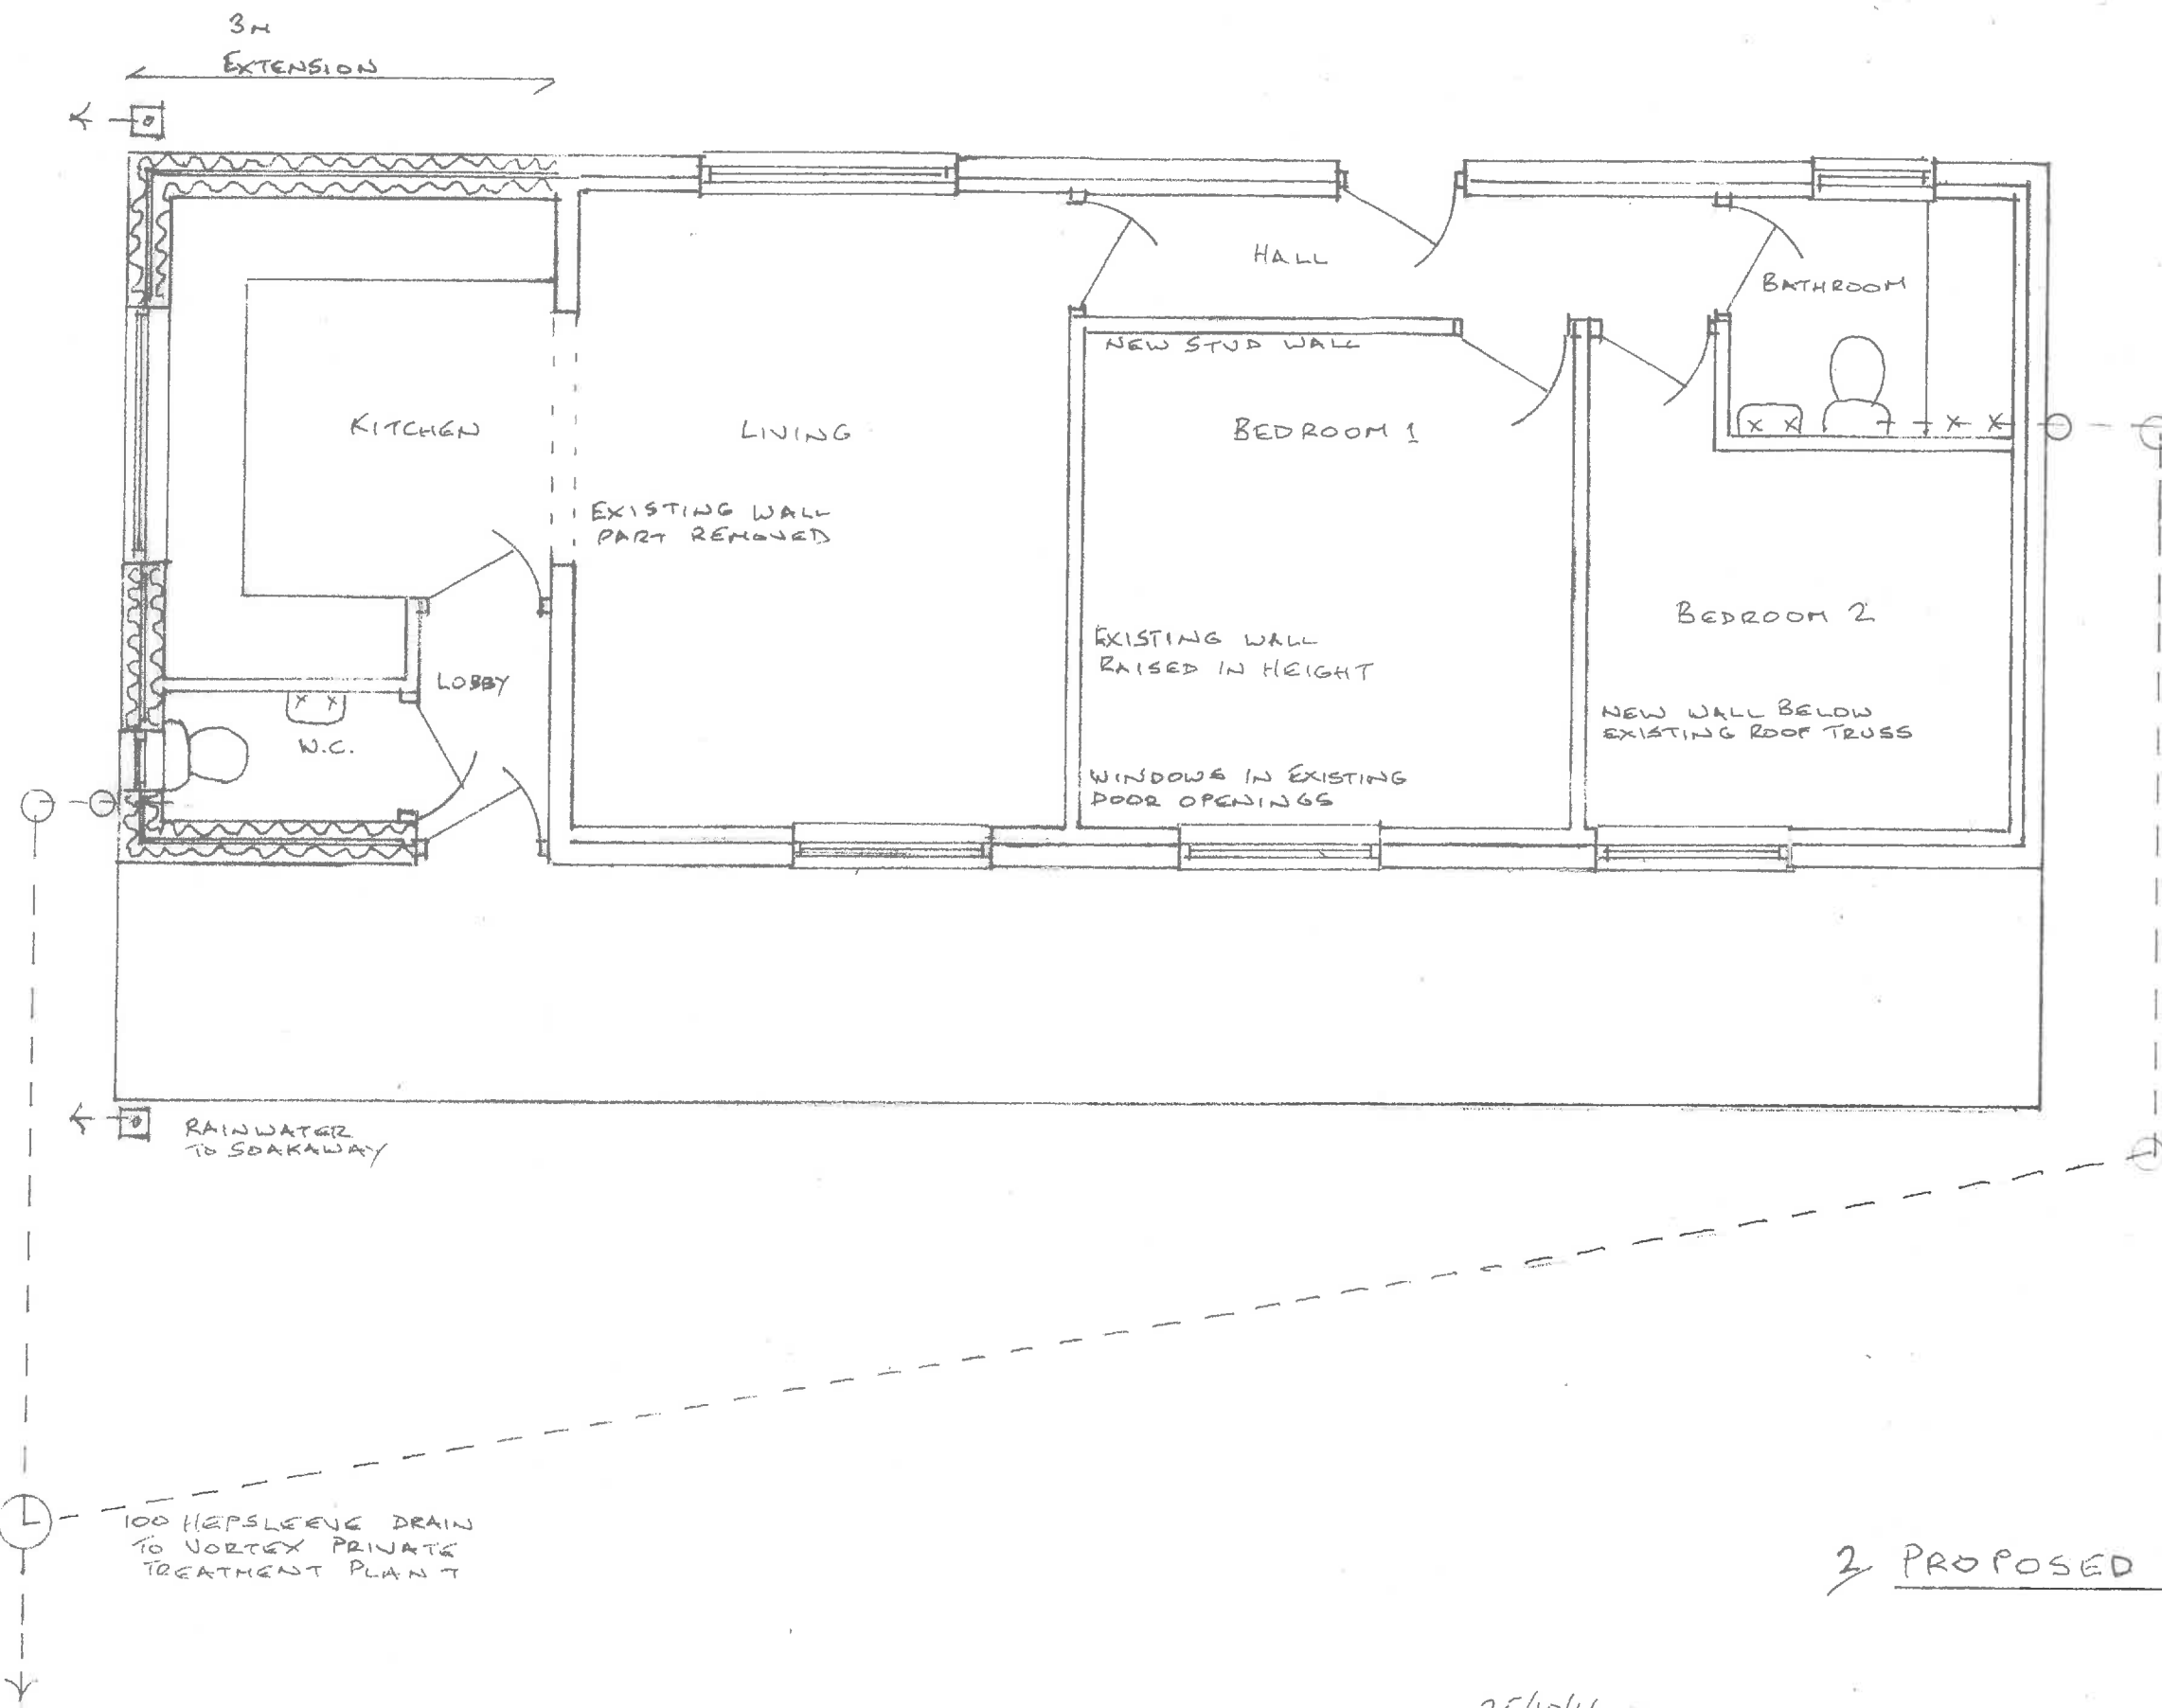 3M
EXTENSION
HALL
BATHROOM
NEW STUD WALL
KITCHEN
LIVING
BEDROOM 1
EXISTING WALL
PART REMOVED
BEDROOM 2
EXISTING WALL
RAISED IN HEIGHT
LOBBY
NEW WALL BELOW
EXISTING ROOF TRUSS
W.C.
WINDOWS IN EXISTING
DOOR OPENINGS
RAINWATER
TO SOAKAWAY
100 HEPSLEEVE DRAIN
TO VORTEX PRIVATE
TREATMENT PLANT
2 PROPOSED